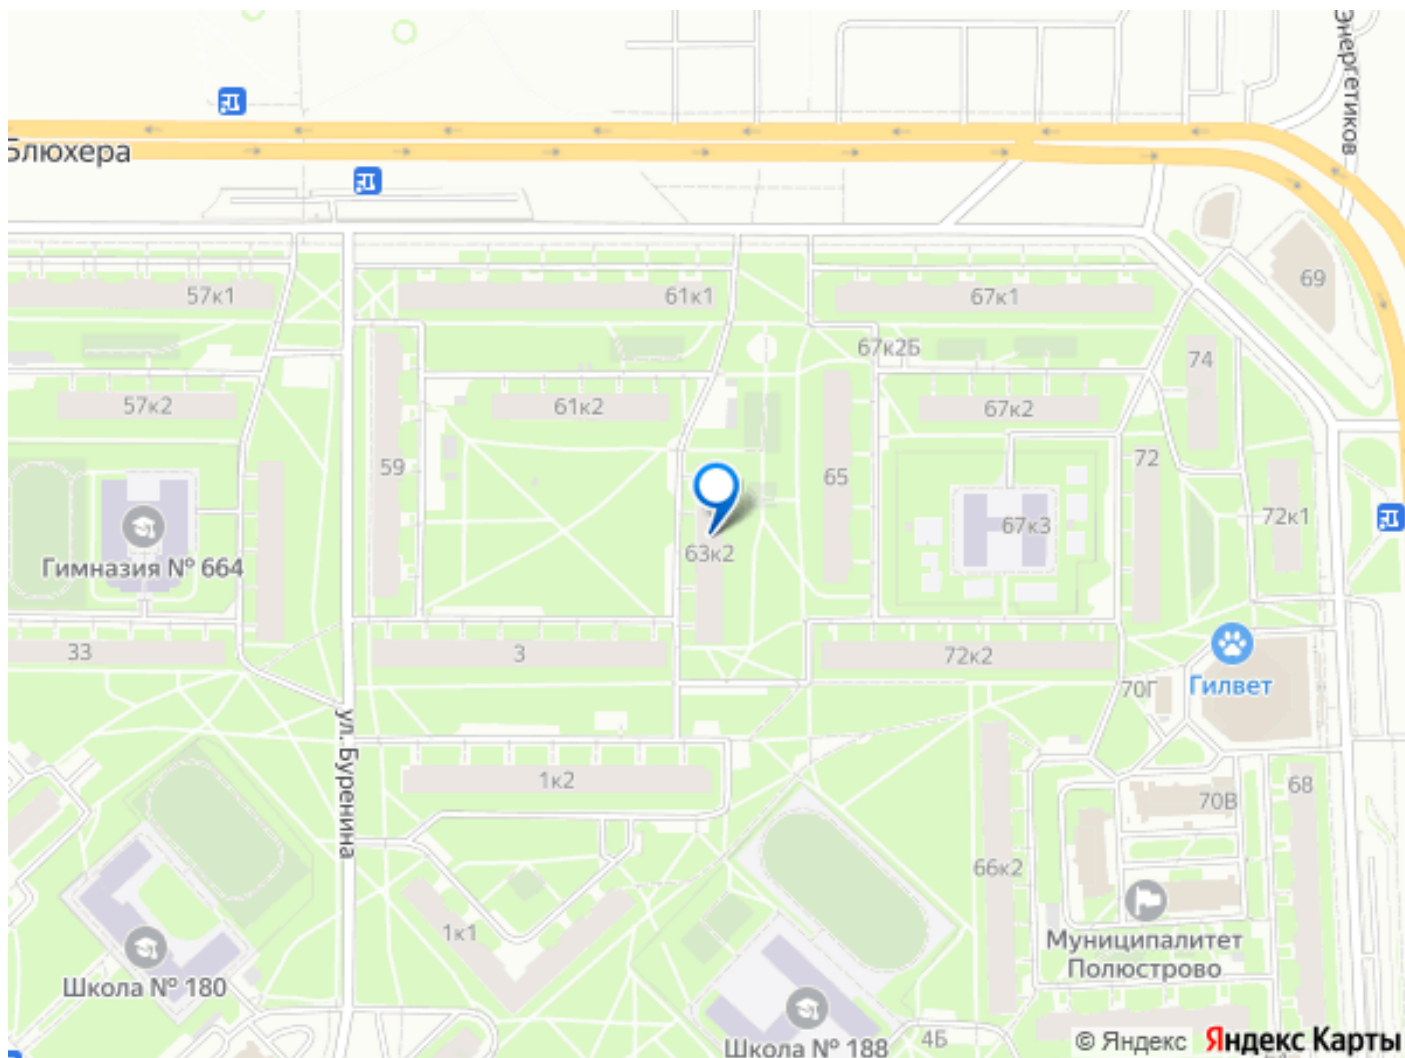 Энергетиков
Блюхера
69
57к1
61к1
67к1
67к2Б
74
57к2
61к2
67к2
59
65
72
72к1
67к3
63к2
Гимназия № 664
33
3
72к2
70Г
Гилвет
ул. Буренина
1к2
68
70В
66к2
1к1
Муниципалитет
Полюстрово
Школа № 180
Школа № 188
4Б
© Яндекс Яндекс Карты